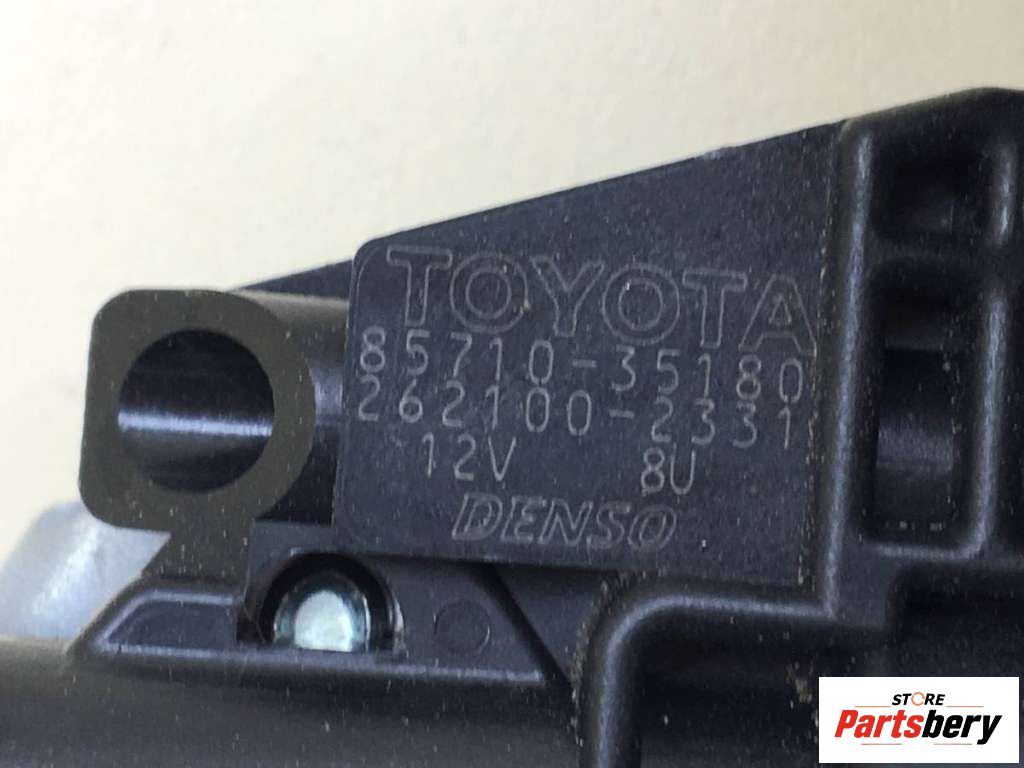 TOYOTA
85710-35180
262100-2331
12V 8U
DENSO
STORE
Partsbery